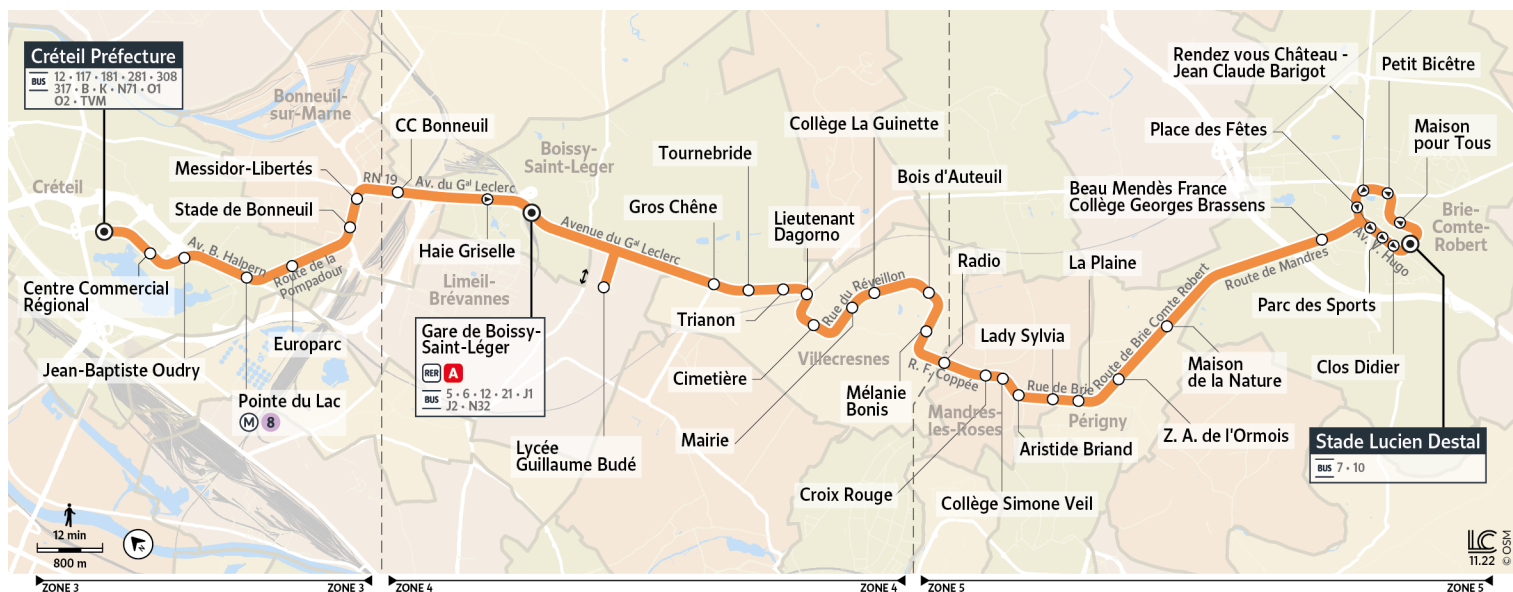 Créteil Préfecture
BUS
12 • 117 • 181 • 281 • 308
317 • B • K • N71 • O1
O2 • TVM
Créteil
Centre Commercial
Régional
Jean-Baptiste Oudry
Av. B. Halpern
Pointe du Lac
M 8
Europarc
Route de la
Pompadour
Stade de Bonneuil
Messidor-Libertés
Bonneuil-
sur-Marne
RN 19
CC Bonneuil
Av. du Gal Leclerc
Haie Griselle
Limeil-
Brévannes
Boissy-
Saint-Léger
Gare de Boissy-
Saint-Léger
RER A
BUS
5 • 6 • 12 • 21 • J1
J2 • N32
Avenue du Gal Leclerc
Lycée
Guillaume Budé
Gros Chêne
Tournebride
Trianon
Lieutenant
Dagorno
Cimetière
Mairie
Rue du Réveillon
Villecresnes
Collège La Guinette
Bois d'Auteuil
Mélanie
Bonis
R. F. Coppée
Radio
Croix Rouge
Mandres-
les-Roses
Collège Simone Veil
Aristide Briand
Lady Sylvia
Rue de Brie
La Plaine
Périgny
Z. A. de l'Ormois
Route de Brie Comte Robert
Maison
de la Nature
Route de Mandres
Beau Mendès France
Collège Georges Brassens
Place des Fêtes
Rendez vous Château -
Jean Claude Barigot
Petit Bicêtre
Maison
pour Tous
Brie-
Comte-
Robert
Av. V. Hugo
Parc des Sports
Clos Didier
Stade Lucien Destal
BUS
7 • 10
12 min
800 m
N
LC
11.22
© OSM
ZONE 3
ZONE 3
ZONE 4
ZONE 4
ZONE 5
ZONE 5